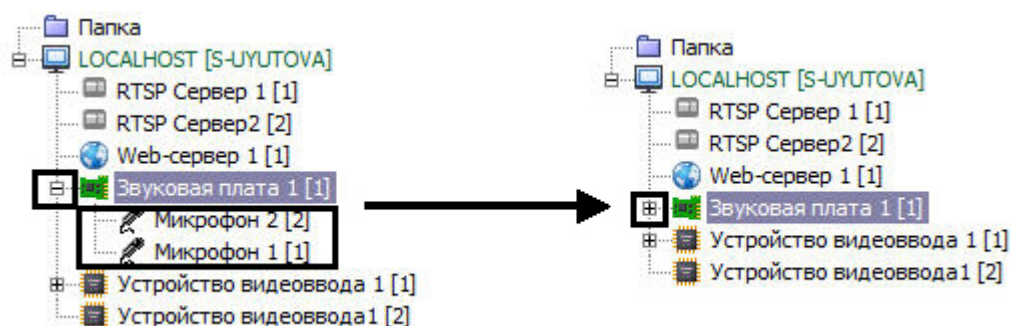 Папка
LOCALHOST [S-UYUTOVA]
RTSP Сервер 1 [1]
RTSP Сервер2 [2]
Web-сервер 1 [1]
Звуковая плата 1 [1]
Микрофон 2 [2]
Микрофон 1 [1]
Устройство видеоввода 1 [1]
Устройство видеоввода1 [2]
Папка
LOCALHOST [S-UYUTOVA]
RTSP Сервер 1 [1]
RTSP Сервер2 [2]
Web-сервер 1 [1]
Звуковая плата 1 [1]
Устройство видеоввода 1 [1]
Устройство видеоввода1 [2]